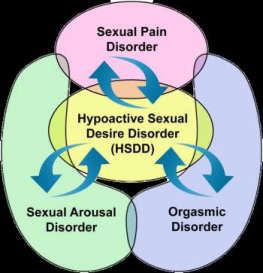 Sexual Pain
Disorder
Hypoactive Sexual
Desire Disorder
(HSDD)
Sexual Arousal
Disorder
Orgasmic
Disorder